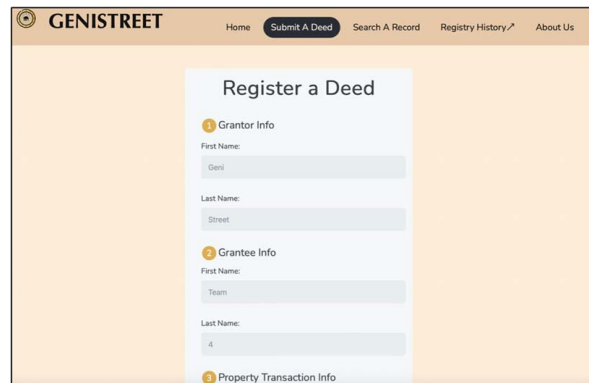 GENISTREET
Home Submit A Deed Search A Record Registry History↗ About Us
Register a Deed
1 Grantor Info
First Name:
Geni
Last Name:
Street
2 Grantee Info
First Name:
Team
Last Name:
4
3 Property Transaction Info